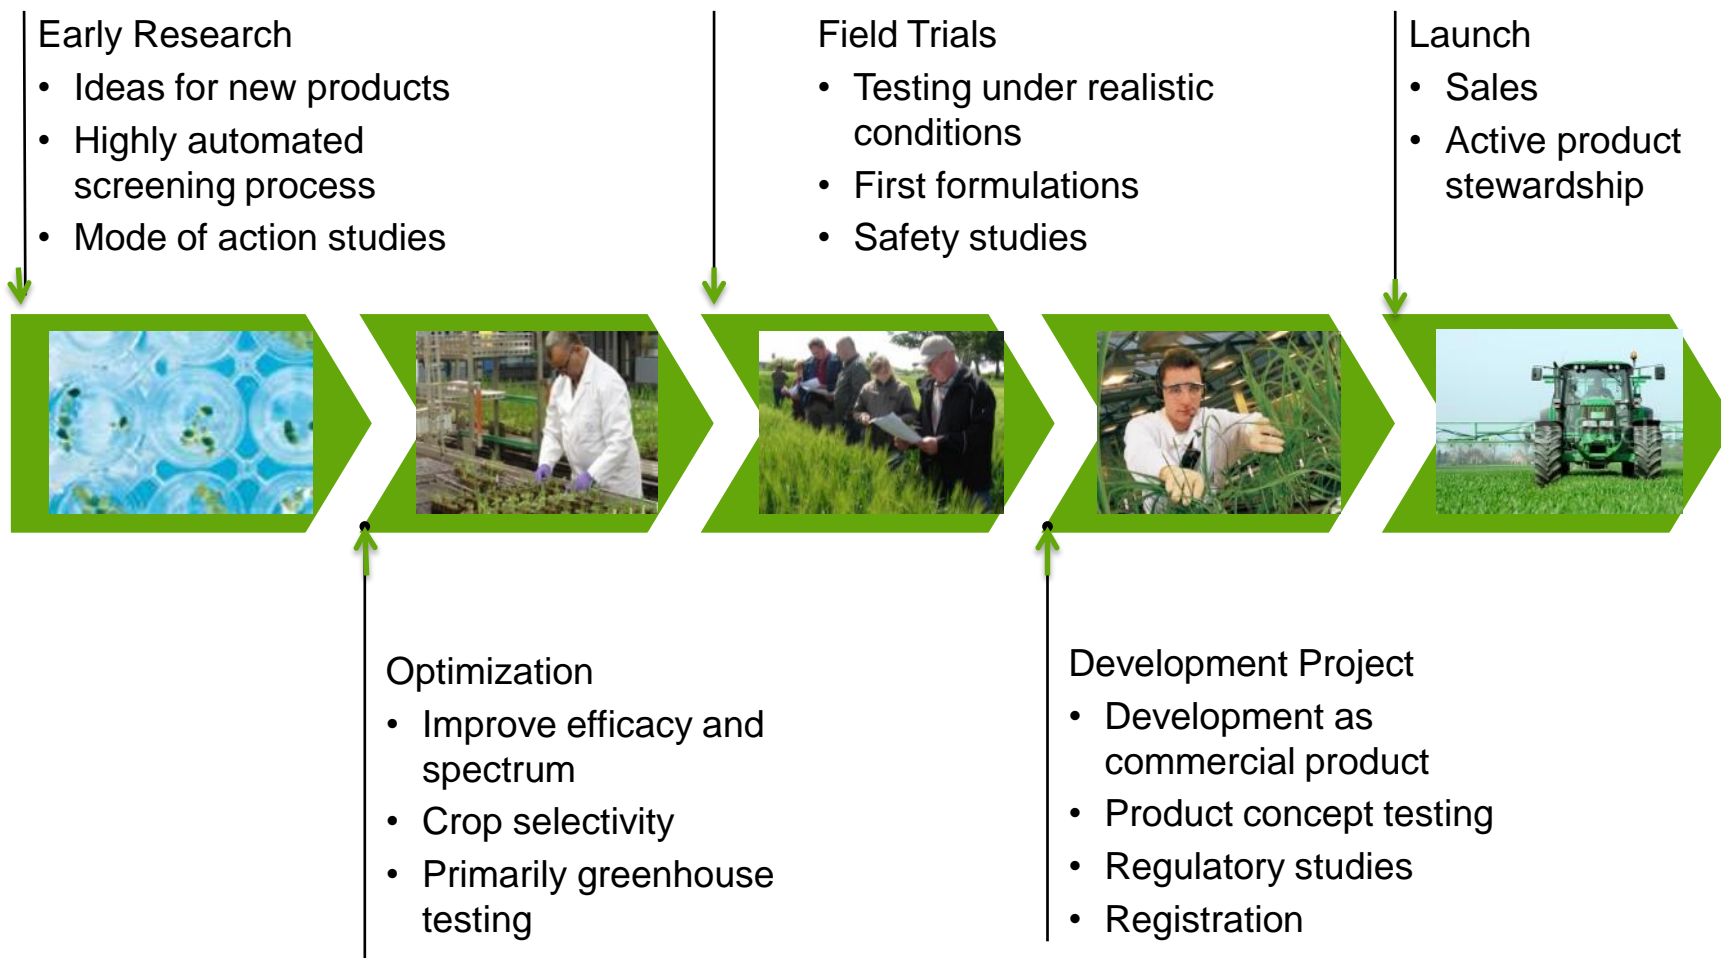 Early Research
• Ideas for new products
• Highly automated
screening process
• Mode of action studies
Field Trials
• Testing under realistic
conditions
• First formulations
• Safety studies
Launch
• Sales
• Active product
stewardship
Optimization
• Improve efficacy and
spectrum
• Crop selectivity
• Primarily greenhouse
testing
Development Project
• Development as
commercial product
• Product concept testing
• Regulatory studies
• Registration